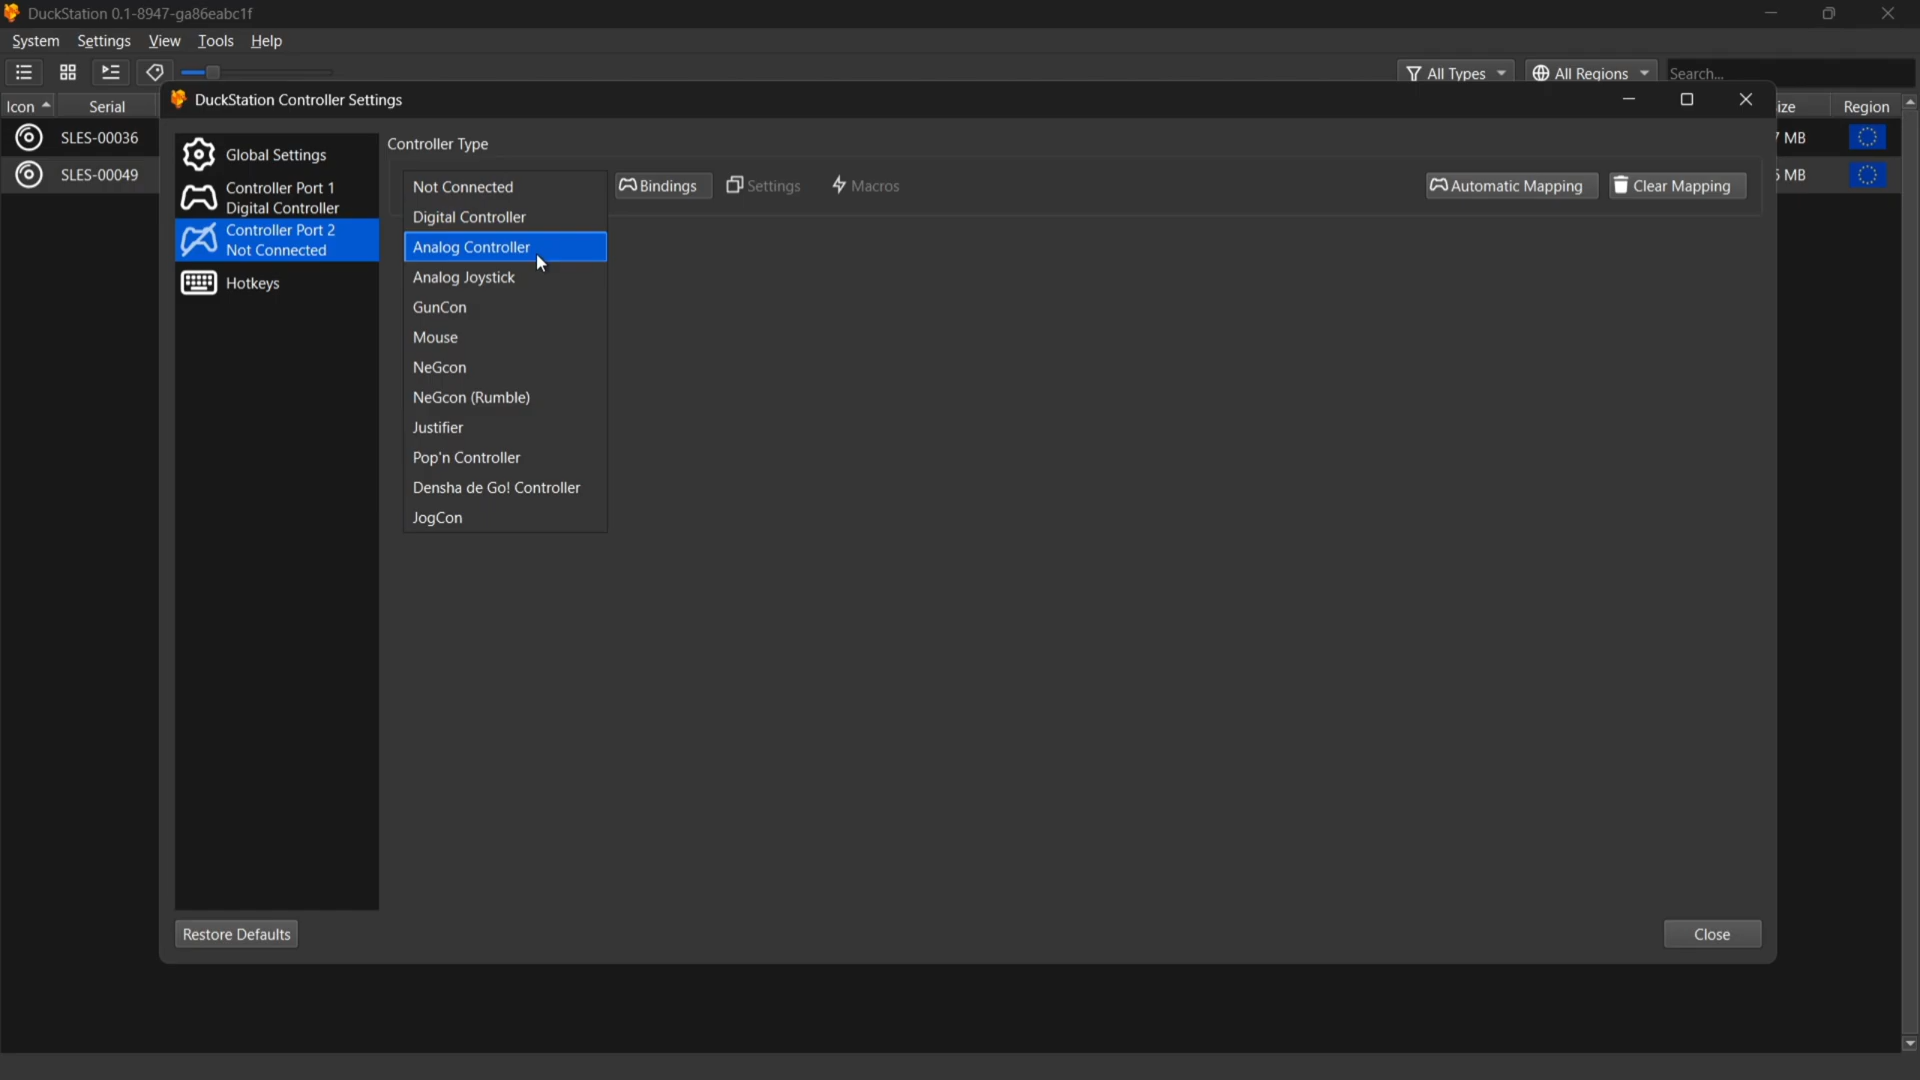 DuckStation 0.1-8947-ga86eabc1f
System Settings View Tools Help
All Types All Regions Search...
Icon Serial Region
DuckStation Controller Settings
SLES-00036 MB
SLES-00049 MB
Global Settings
Controller Port 1
Digital Controller
Controller Port 2
Not Connected
Hotkeys
Controller Type
Not Connected
Digital Controller
Analog Controller
Analog Joystick
GunCon
Mouse
NeGcon
NeGcon (Rumble)
Justifier
Pop'n Controller
Densha de Go! Controller
JogCon
Bindings Settings Macros Automatic Mapping Clear Mapping
Restore Defaults Close